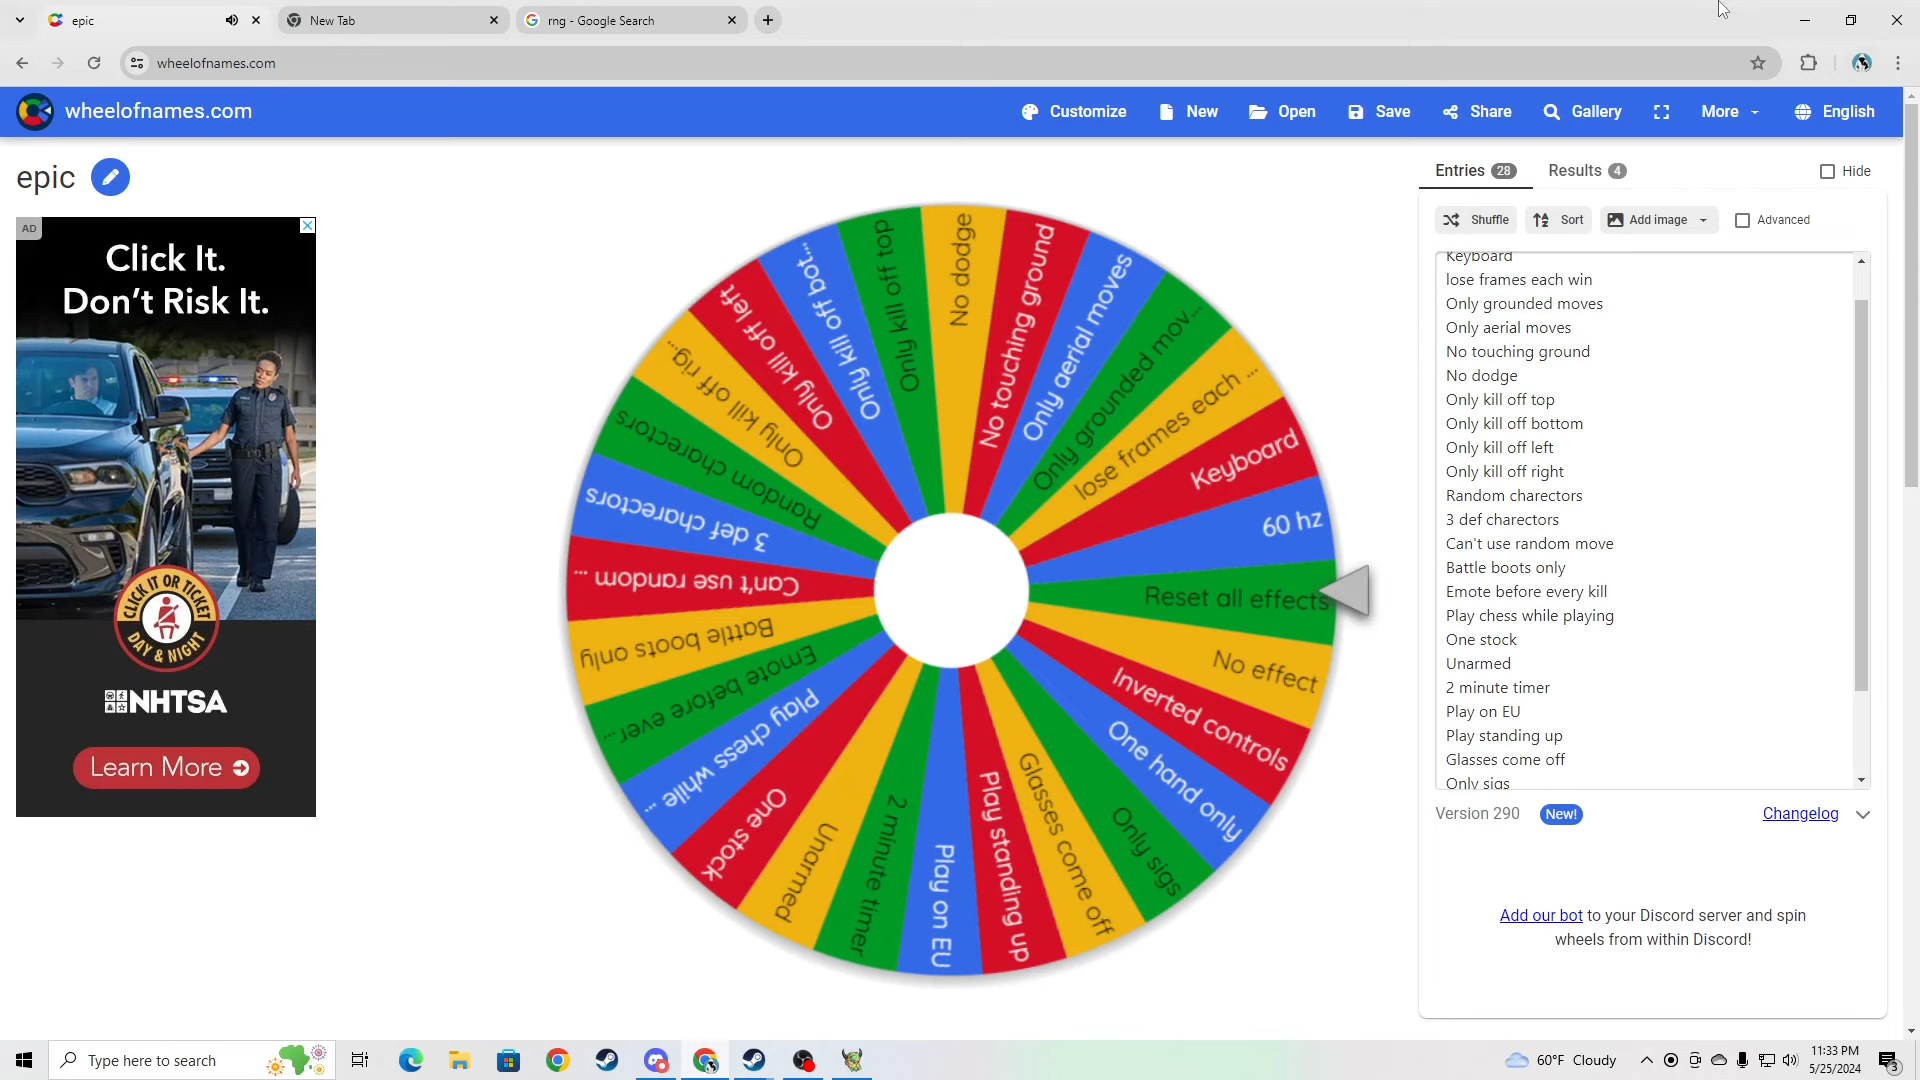 epic
New Tab
rng - Google Search
wheelofnames.com
wheelofnames.com
Customize
New
Open
Save
Share
Gallery
More
English
epic
AD
Click It.
Don't Risk It.
CLICK IT OR TICKET
DAY & NIGHT
NHTSA
Learn More
No dodge
No touching ground
Only aerial moves
Only grounded mov...
lose frames each ...
Keyboard
60 hz
Reset all effects
No effect
Inverted controls
One hand only
Only sigs
Glasses come off
Play standing up
Play on EU
2 minute timer
Unarmed
One stock
Play chess while ...
Emote before ever...
Battle boots only
Can't use random ...
3 def charectors
Random charectors
Only kill off rig...
Only kill off left
Only kill off bot...
Only kill off top
Entries 28
Results 4
Hide
Shuffle
Sort
Add image
Advanced
Keyboard
lose frames each win
Only grounded moves
Only aerial moves
No touching ground
No dodge
Only kill off top
Only kill off bottom
Only kill off left
Only kill off right
Random charectors
3 def charectors
Can't use random move
Battle boots only
Emote before every kill
Play chess while playing
One stock
Unarmed
2 minute timer
Play on EU
Play standing up
Glasses come off
Only sigs
Version 290
New!
Changelog
Add our bot to your Discord server and spin
wheels from within Discord!
Type here to search
60°F Cloudy
11:33 PM
5/25/2024
3